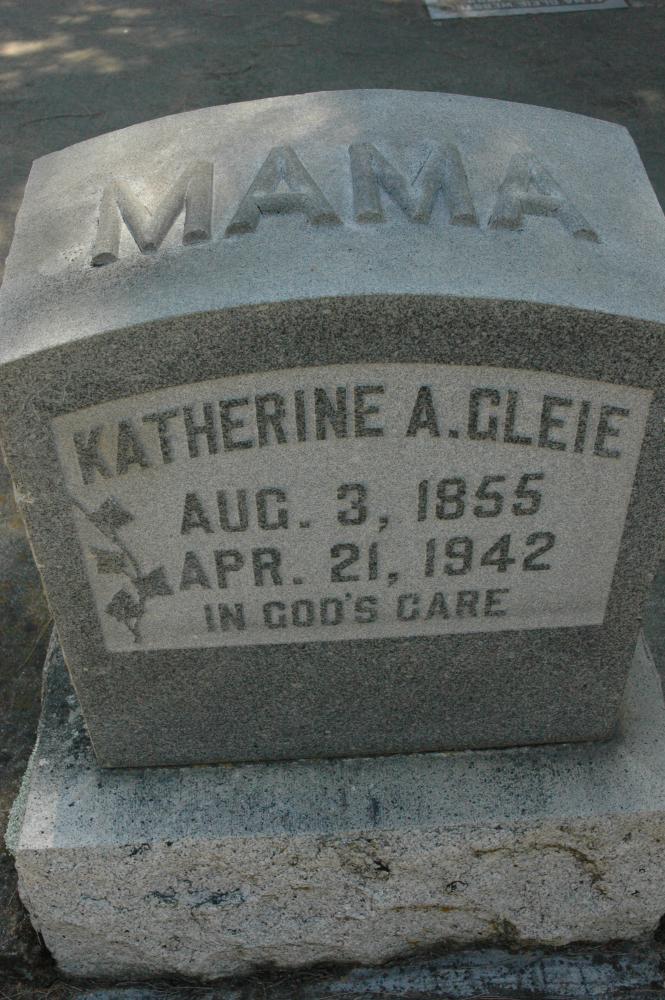 MAMA
KATHERINE A. GLEIE
AUG. 3, 1855
APR. 21, 1942
IN GOD'S CARE